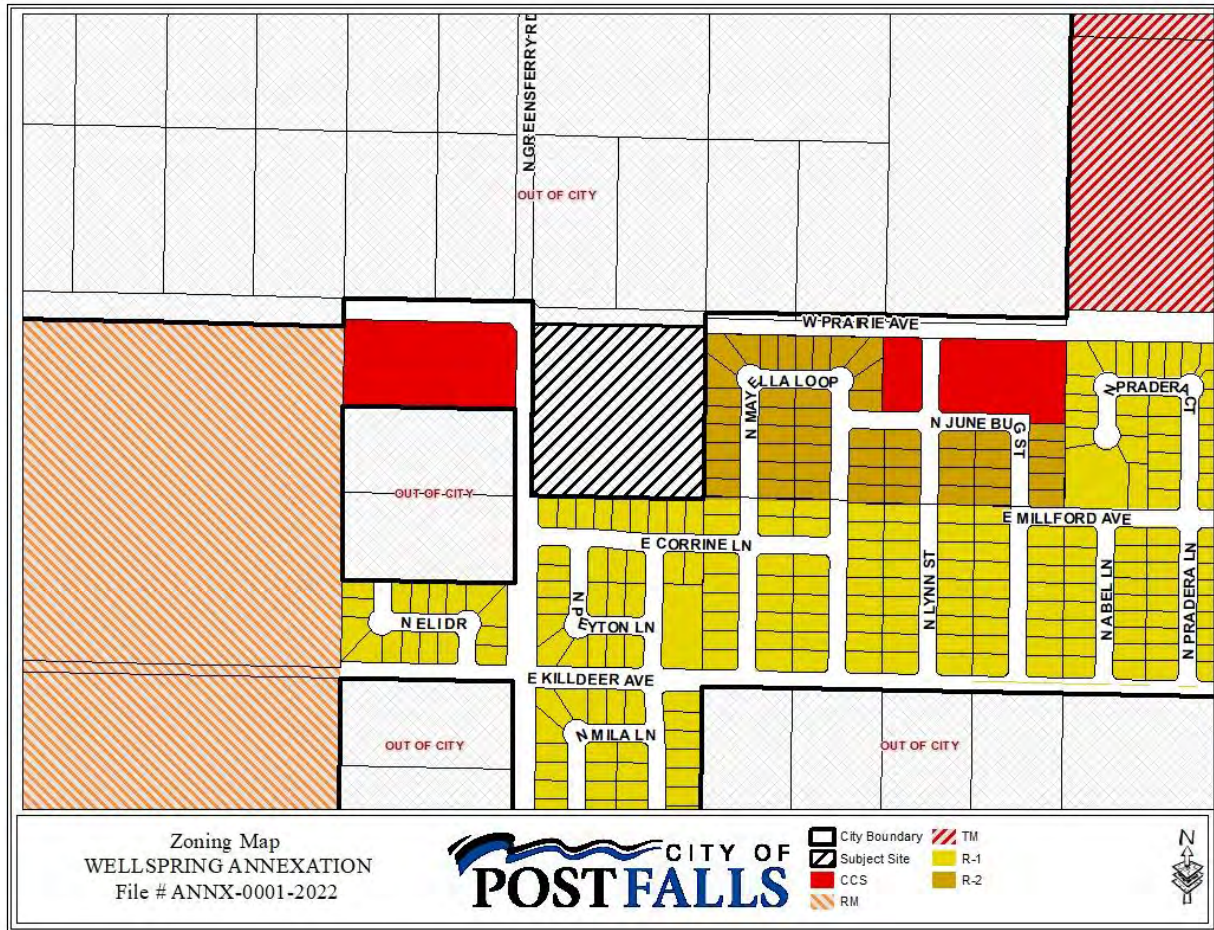 N GREENSFERRY RD
OUT OF CITY
W PRAIRIE AVE
N MAY ELLA LOOP
N PRADERA CT
N JUNE BUG ST
OUT OF CITY
E MILLFORD AVE
E CORRINE LN
N LYNN ST
N ABEL LN
N PRADERA LN
N ELI DR
N PEYTON LN
E KILLDEER AVE
N MILA LN
OUT OF CITY
OUT OF CITY
Zoning Map
WELLSPRING ANNEXATION
File # ANNX-0001-2022
CITY OF
POST FALLS
City Boundary
Subject Site
CCS
RM
TM
R-1
R-2
N